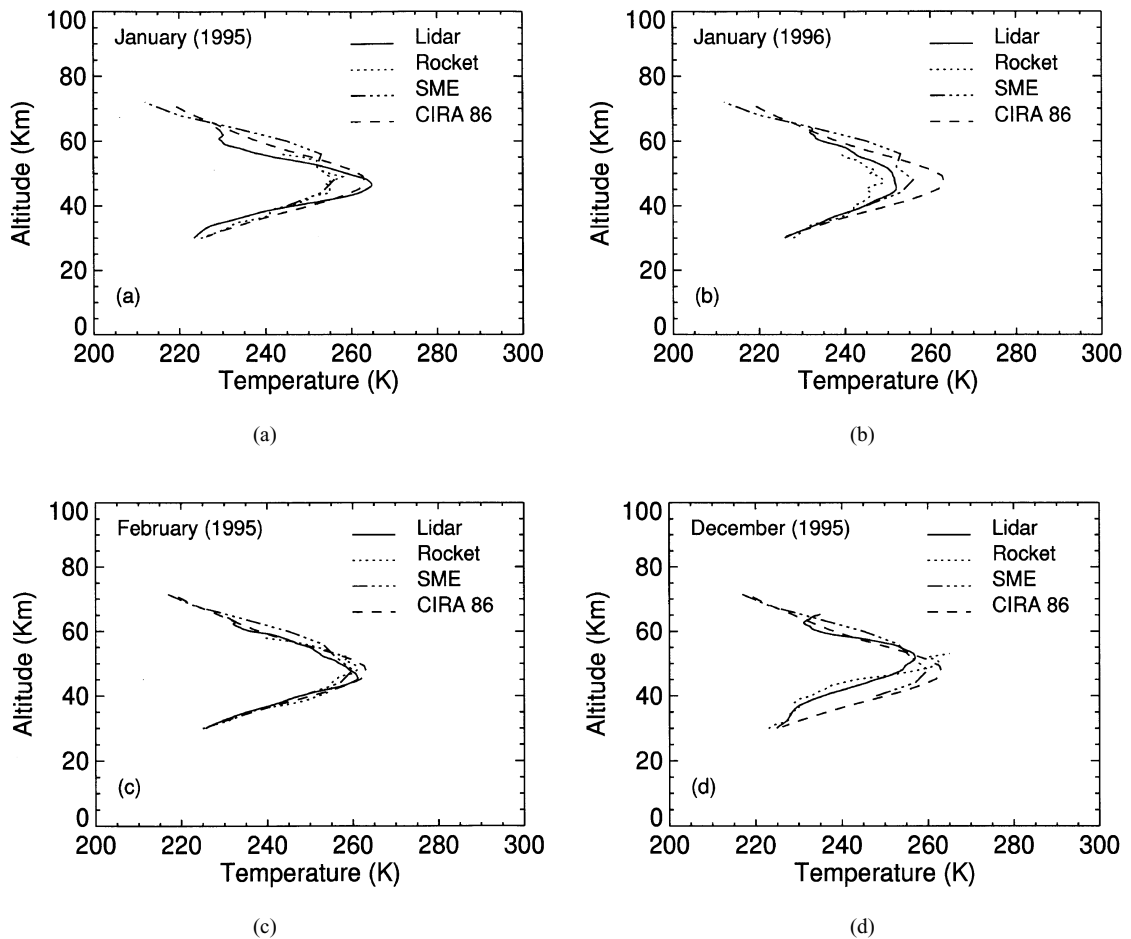 January (1995)
Lidar
Rocket
SME
CIRA 86
100
80
60
40
20
0
Altitude (Km)
(a)
200 220 240 260 280 300
Temperature (K)
(a)
January (1996)
Lidar
Rocket
SME
CIRA 86
100
80
60
40
20
0
Altitude (Km)
(b)
200 220 240 260 280 300
Temperature (K)
(b)
February (1995)
Lidar
Rocket
SME
CIRA 86
100
80
60
40
20
0
Altitude (Km)
(c)
200 220 240 260 280 300
Temperature (K)
(c)
December (1995)
Lidar
Rocket
SME
CIRA 86
100
80
60
40
20
0
Altitude (Km)
(d)
200 220 240 260 280 300
Temperature (K)
(d)